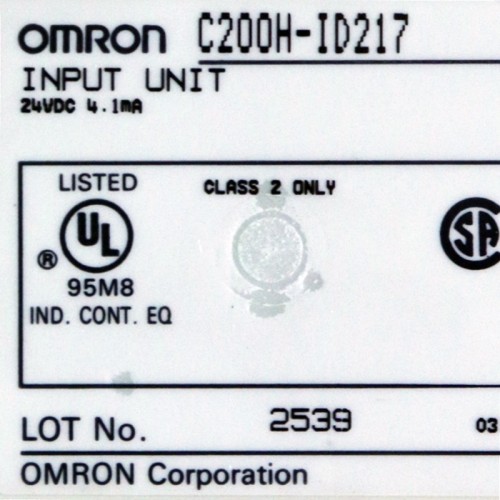 OMRON C200H-ID217
INPUT UNIT
24VDC 4.1mA
LISTED
CLASS 2 ONLY
UL
®
SA
95M8
IND. CONT. EQ
LOT No. 2539 03
OMRON Corporation